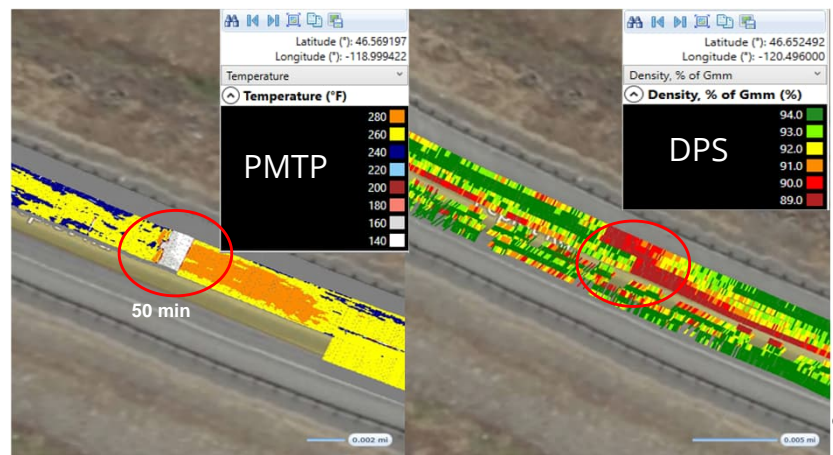 Latitude (°): 46.569197
Longitude (°): -118.999422
Temperature
Temperature (°F)
280
260
240
220
200
180
160
140
PMTP
50 min
0.002 mi
Latitude (°): 46.652492
Longitude (°): -120.496000
Density, % of Gmm
Density, % of Gmm (%)
94.0
93.0
92.0
91.0
90.0
89.0
DPS
0.005 mi